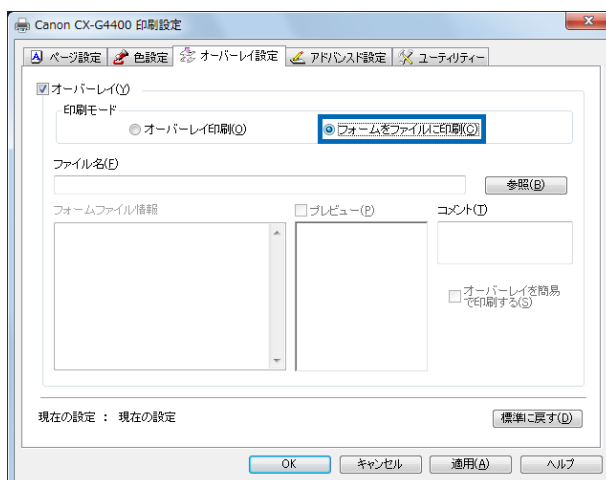 Canon CX-G4400 印刷設定
ページ設定 色設定 オーバーレイ設定 アドバンスド設定 ユーティリティー
オーバーレイ(Y)
印刷モード
オーバーレイ印刷(O) フォームをファイルに印刷(C)
ファイル名(F)
参照(B)
フォームファイル情報 プレビュー(P) コメント(T)
オーバーレイを簡易
で印刷する(S)
現在の設定 : 現在の設定 標準に戻す(D)
OK キャンセル 適用(A) ヘルプ